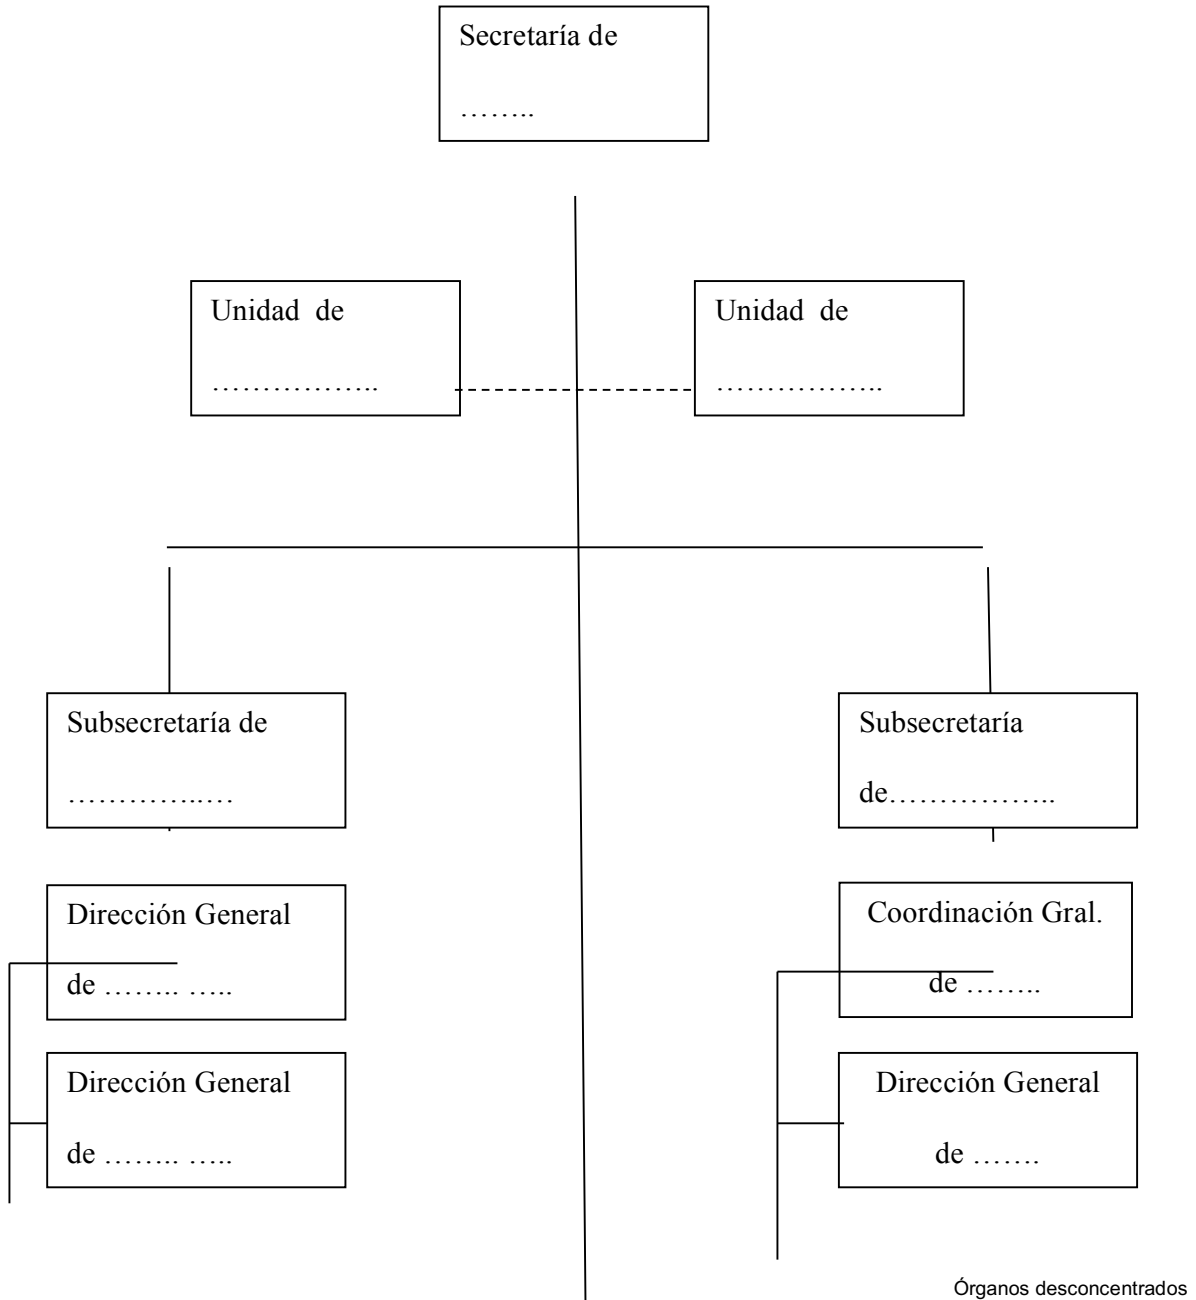 Secretaría de
……..
Unidad  de
……………..
Unidad  de
……………..
Subsecretaría de
…………..…
Subsecretaría
de……………..
Dirección General
de …….. …..
Coordinación Gral.
de ……..
Dirección General
de …….. …..
Dirección General
de …….
Órganos desconcentrados